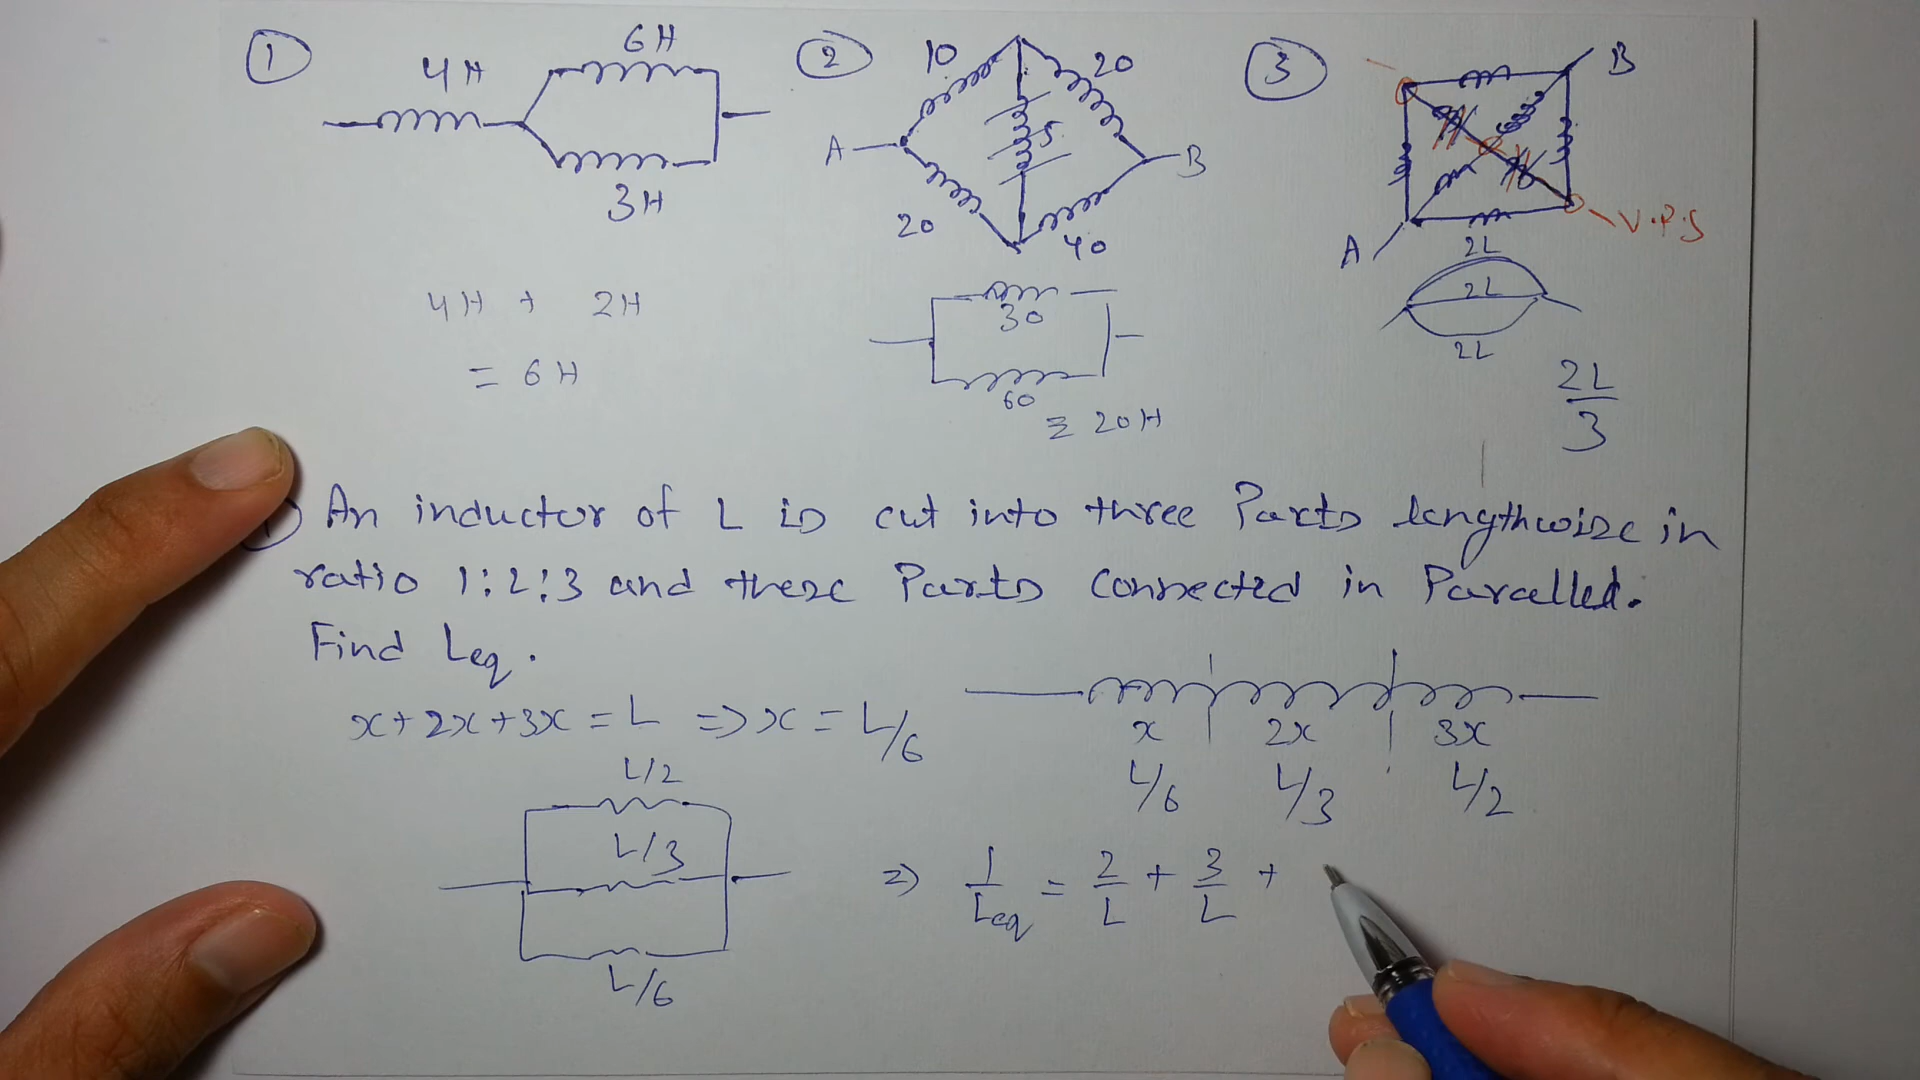 ① 4H 6H 3H
4H + 2H
= 6H
② 10 20 5 A B 20 40
30
60
≡ 20H
③ B A V.P.S
2L
2L
2L
2L/3
An inductor of L is cut into three Parts lengthwise in
ratio 1:2:3 and these Parts connected in Parcelled.
Find Leq.
x+2x+3x = L => x = L/6
x 2x 3x
L/6 L/3 L/2
L/2
L/3
L/6
=> 1/Leq = 2/L + 3/L +